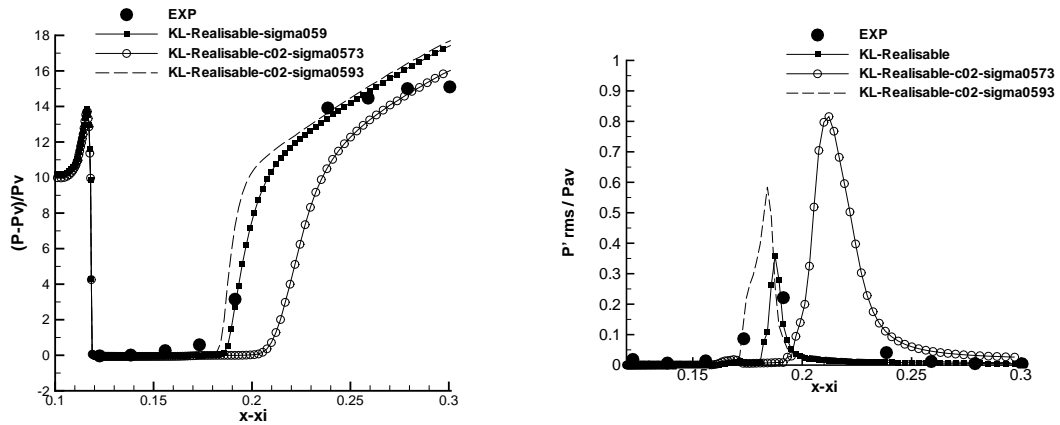 EXP
KL-Realisable-sigma059
KL-Realisable-c02-sigma0573
KL-Realisable-c02-sigma0593
18
16
14
12
10
8
6
4
2
0
-2
(P-Pv)/Pv
0.1
0.15
0.2
0.25
0.3
x-xi
EXP
KL-Realisable
KL-Realisable-c02-sigma0573
KL-Realisable-c02-sigma0593
1
0.9
0.8
0.7
0.6
0.5
0.4
0.3
0.2
0.1
0
P' rms / Pav
0.15
0.2
0.25
0.3
x-xi